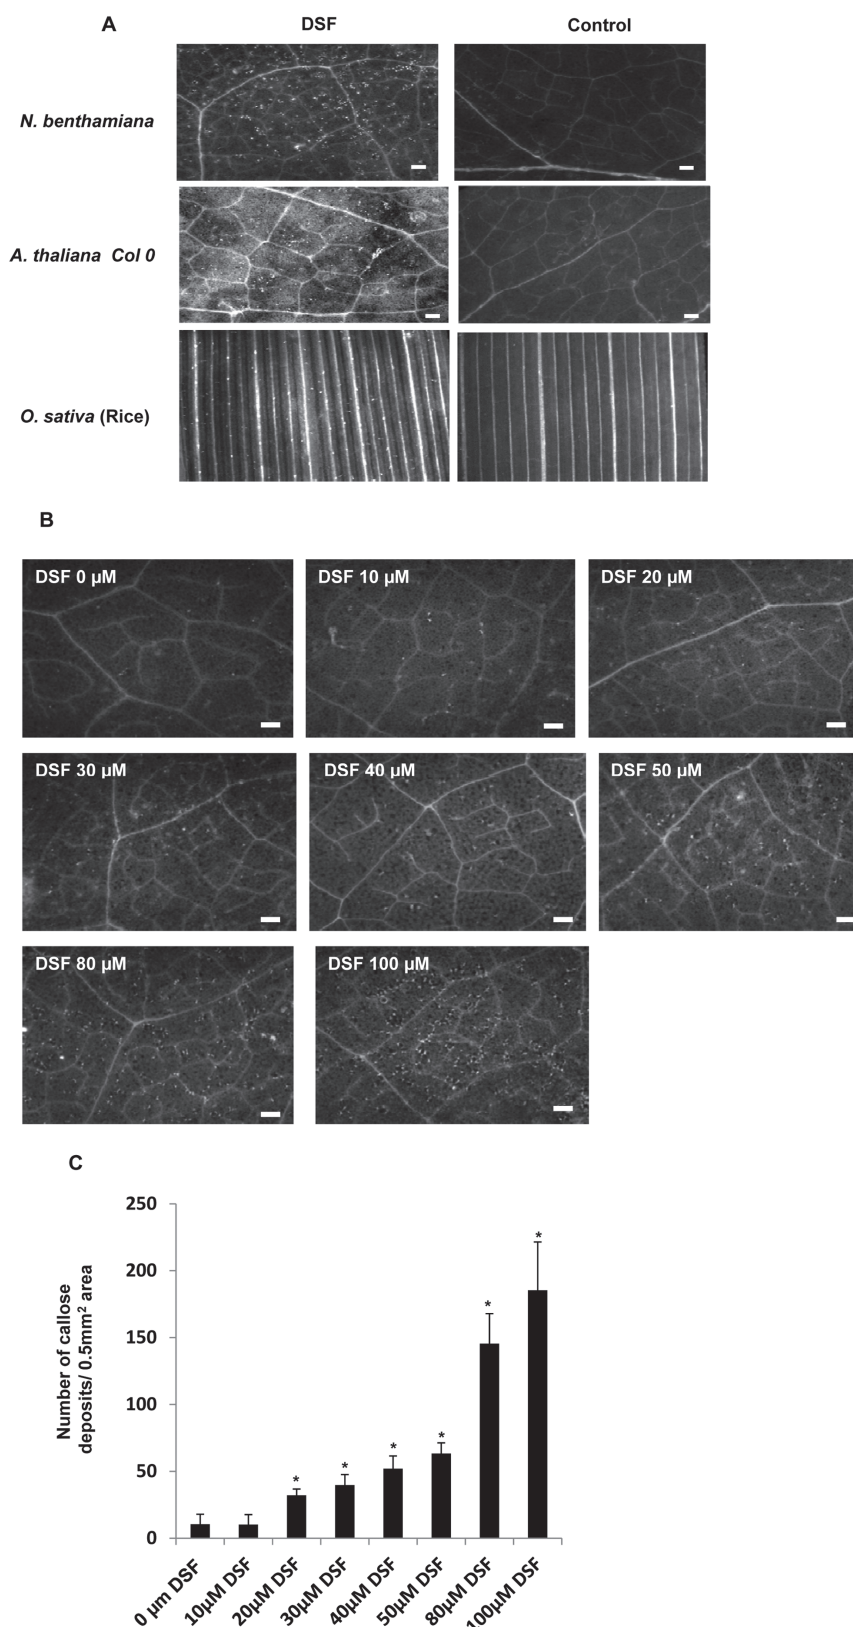 A
DSF
Control
N. benthamiana
A. thaliana Col 0
O. sativa (Rice)
B
DSF 0 µM
DSF 10 µM
DSF 20 µM
DSF 30 µM
DSF 40 µM
DSF 50 µM
DSF 80 µM
DSF 100 µM
C
Number of callose
deposits/ 0.5mm² area
250
200
150
100
50
0
*
*
*
*
*
*
0 µm DSF
10µM DSF
20µM DSF
30µM DSF
40µM DSF
50µM DSF
80µM DSF
100µM DSF